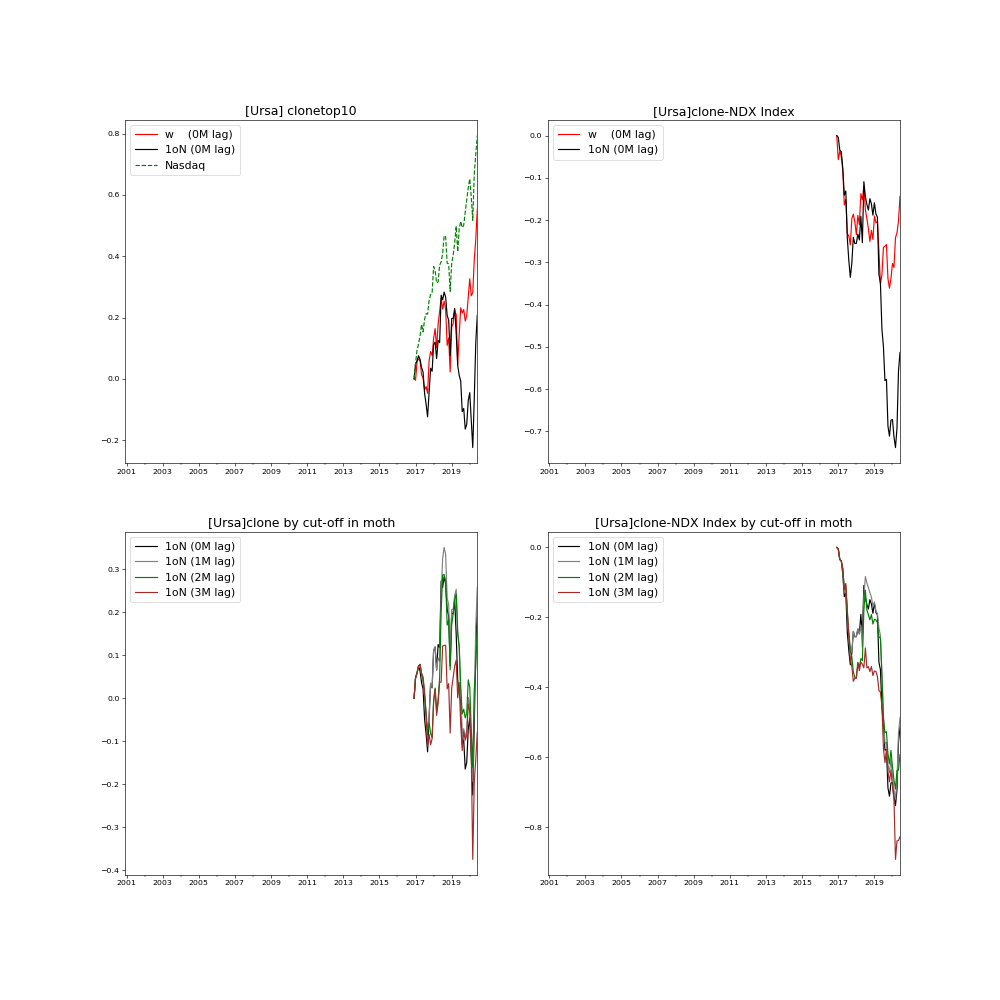 [Ursa] clonetop10
w    (0M lag)
1oN (0M lag)
Nasdaq
0.8
0.6
0.4
0.2
0.0
−0.2
2001 2003 2005 2007 2009 2011 2013 2015 2017 2019
[Ursa]clone-NDX Index
w    (0M lag)
1oN (0M lag)
0.0
−0.1
−0.2
−0.3
−0.4
−0.5
−0.6
−0.7
2001 2003 2005 2007 2009 2011 2013 2015 2017 2019
[Ursa]clone by cut-off in moth
1oN (0M lag)
1oN (1M lag)
1oN (2M lag)
1oN (3M lag)
0.3
0.2
0.1
0.0
−0.1
−0.2
−0.3
−0.4
2001 2003 2005 2007 2009 2011 2013 2015 2017 2019
[Ursa]clone-NDX Index by cut-off in moth
1oN (0M lag)
1oN (1M lag)
1oN (2M lag)
1oN (3M lag)
0.0
−0.2
−0.4
−0.6
−0.8
2001 2003 2005 2007 2009 2011 2013 2015 2017 2019